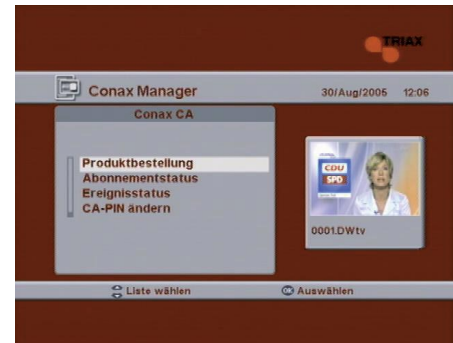 TRIAX
Conax Manager
30/Aug/2005 12:06
Conax CA
Produktbestellung
Abonnementstatus
Ereignisstatus
CA-PIN ändern
CDU
SPD
0001.DWtv
Liste wählen
OK Auswählen